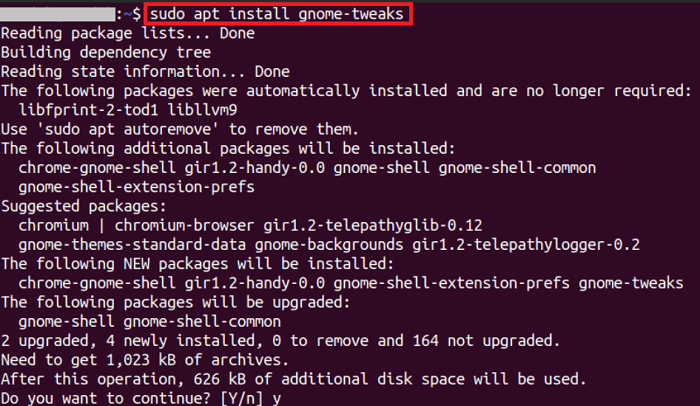 :~$ sudo apt install gnome-tweaks
Reading package lists... Done
Building dependency tree
Reading state information... Done
The following packages were automatically installed and are no longer required:
  libfprint-2-tod1 libllvm9
Use 'sudo apt autoremove' to remove them.
The following additional packages will be installed:
  chrome-gnome-shell gir1.2-handy-0.0 gnome-shell gnome-shell-common
  gnome-shell-extension-prefs
Suggested packages:
  chromium | chromium-browser gir1.2-telepathyglib-0.12
  gnome-themes-standard-data gnome-backgrounds gir1.2-telepathylogger-0.2
The following NEW packages will be installed:
  chrome-gnome-shell gir1.2-handy-0.0 gnome-shell-extension-prefs gnome-tweaks
The following packages will be upgraded:
  gnome-shell gnome-shell-common
2 upgraded, 4 newly installed, 0 to remove and 164 not upgraded.
Need to get 1,023 kB of archives.
After this operation, 626 kB of additional disk space will be used.
Do you want to continue? [Y/n] y